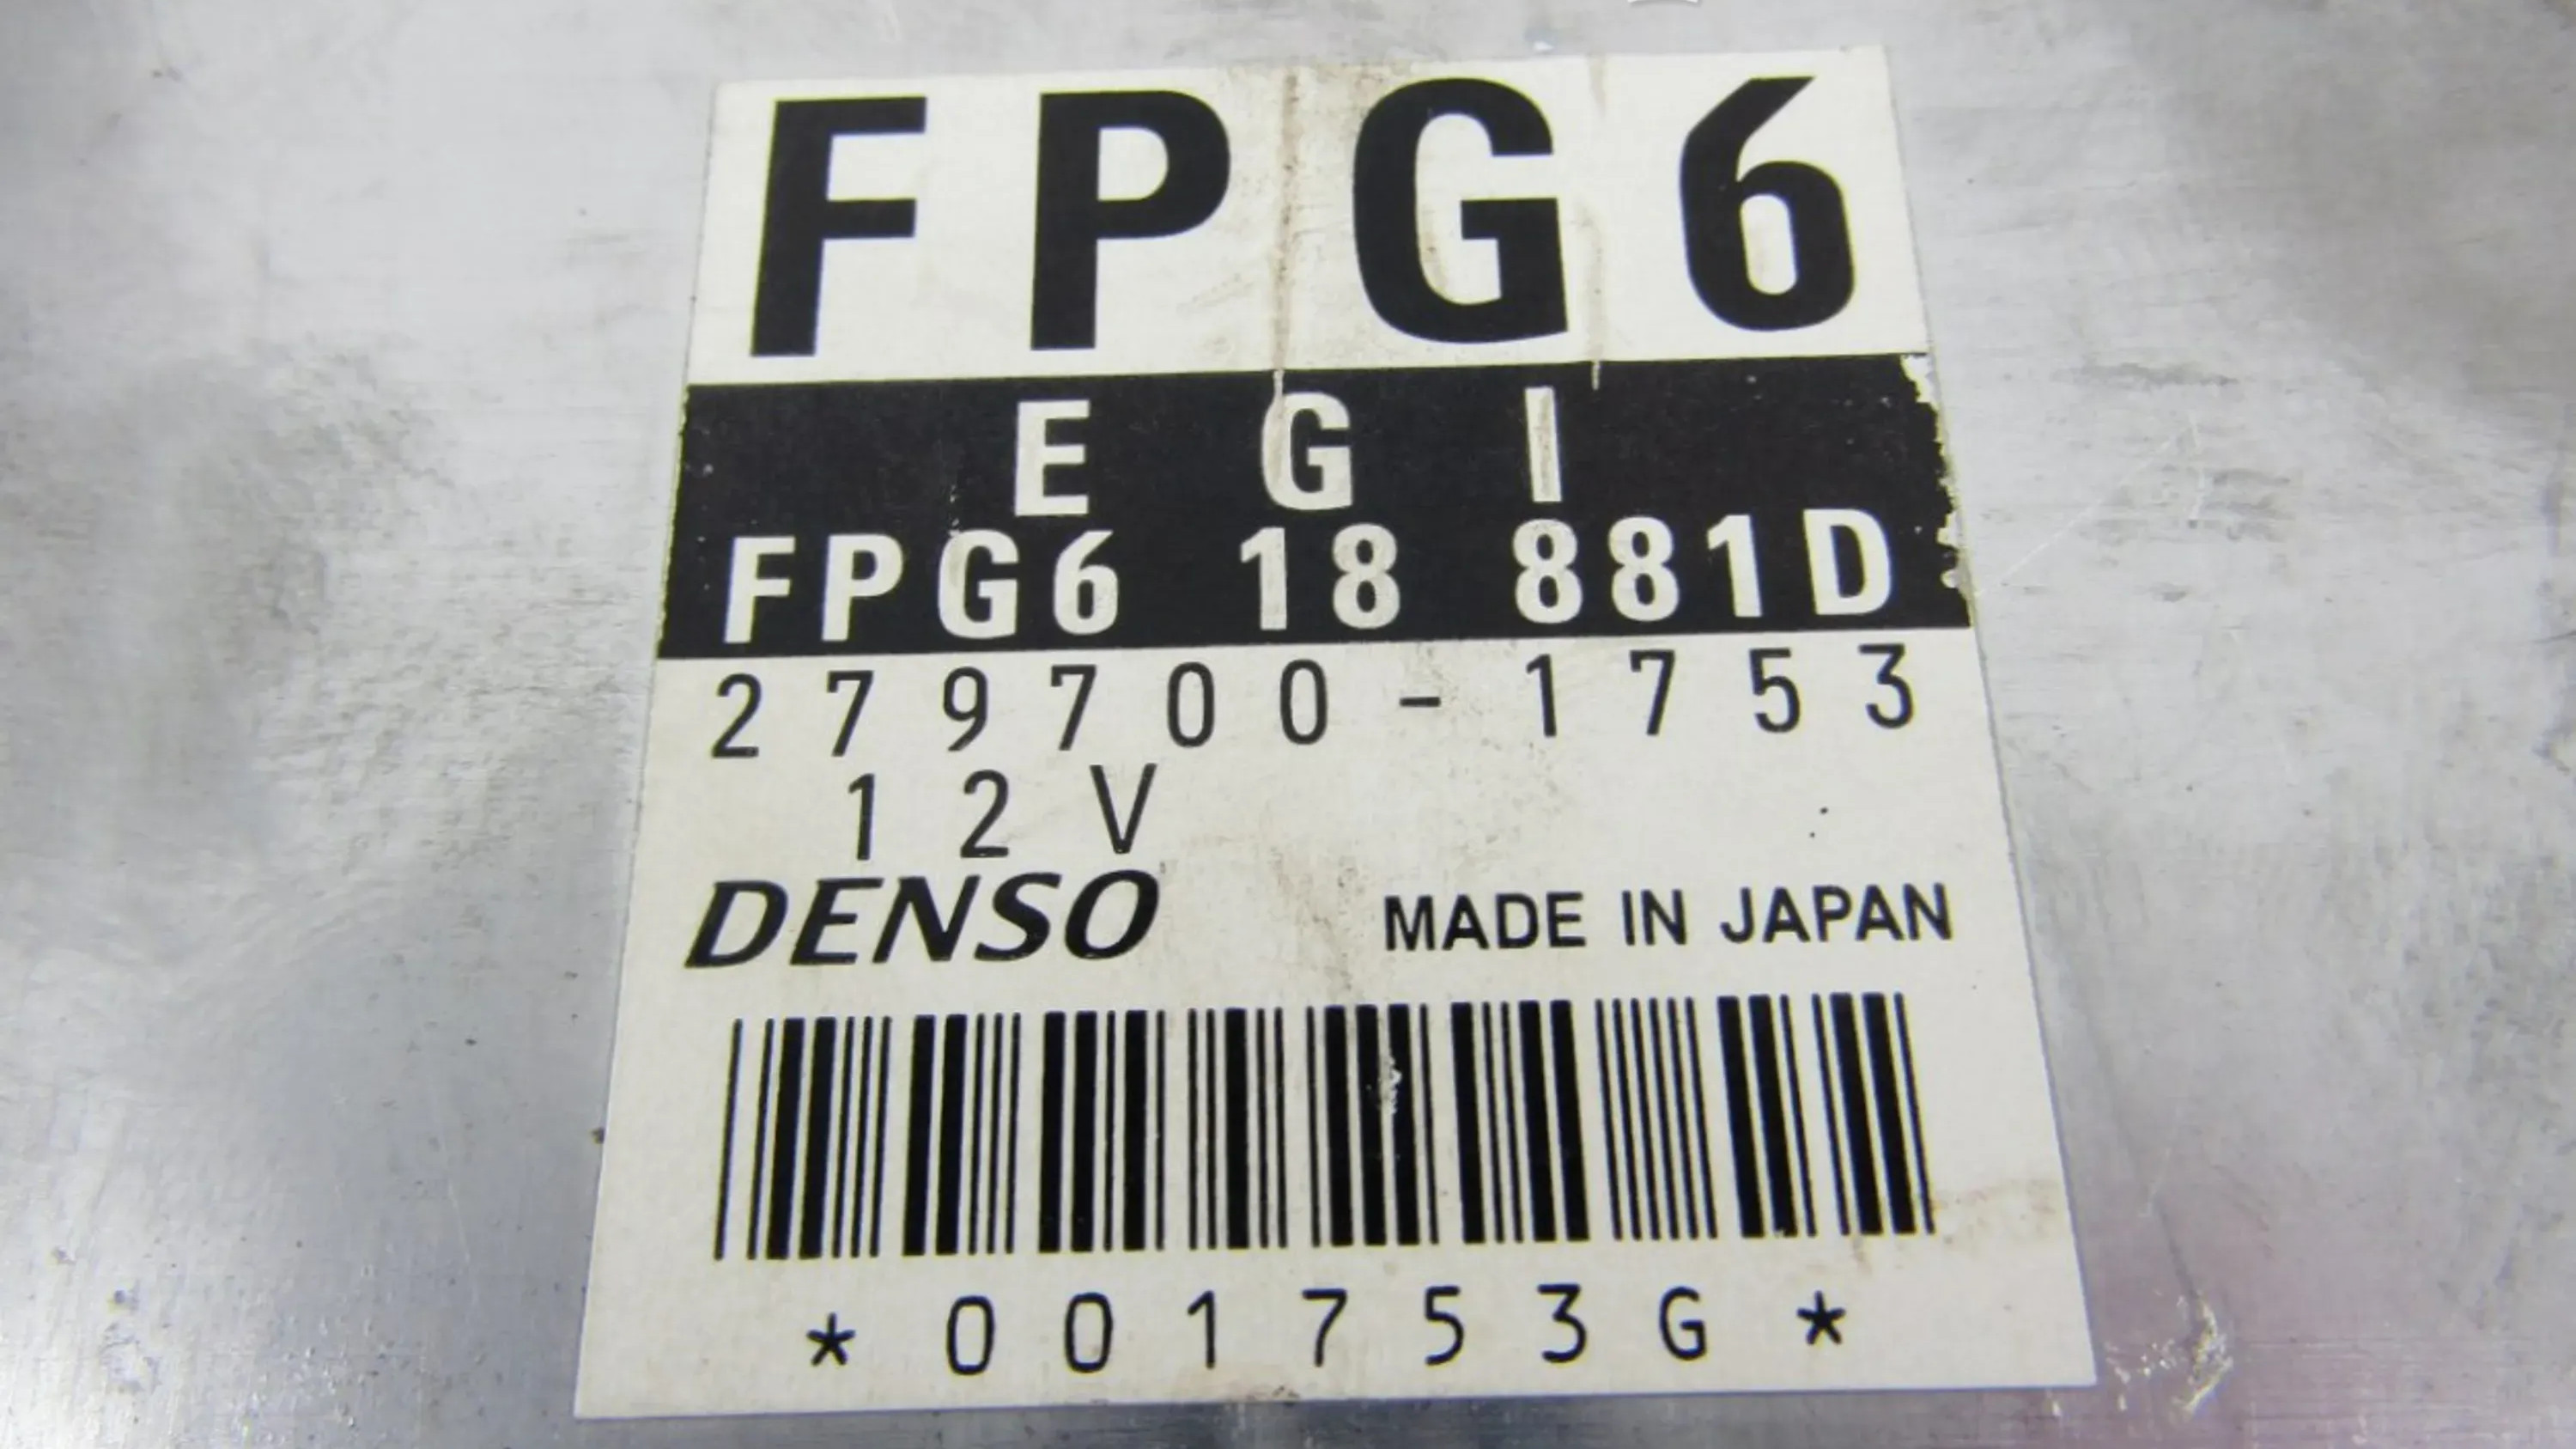 FPG6
EGI
FPG6 18 881D
279700-1753
12V
DENSO MADE IN JAPAN
*001753G*